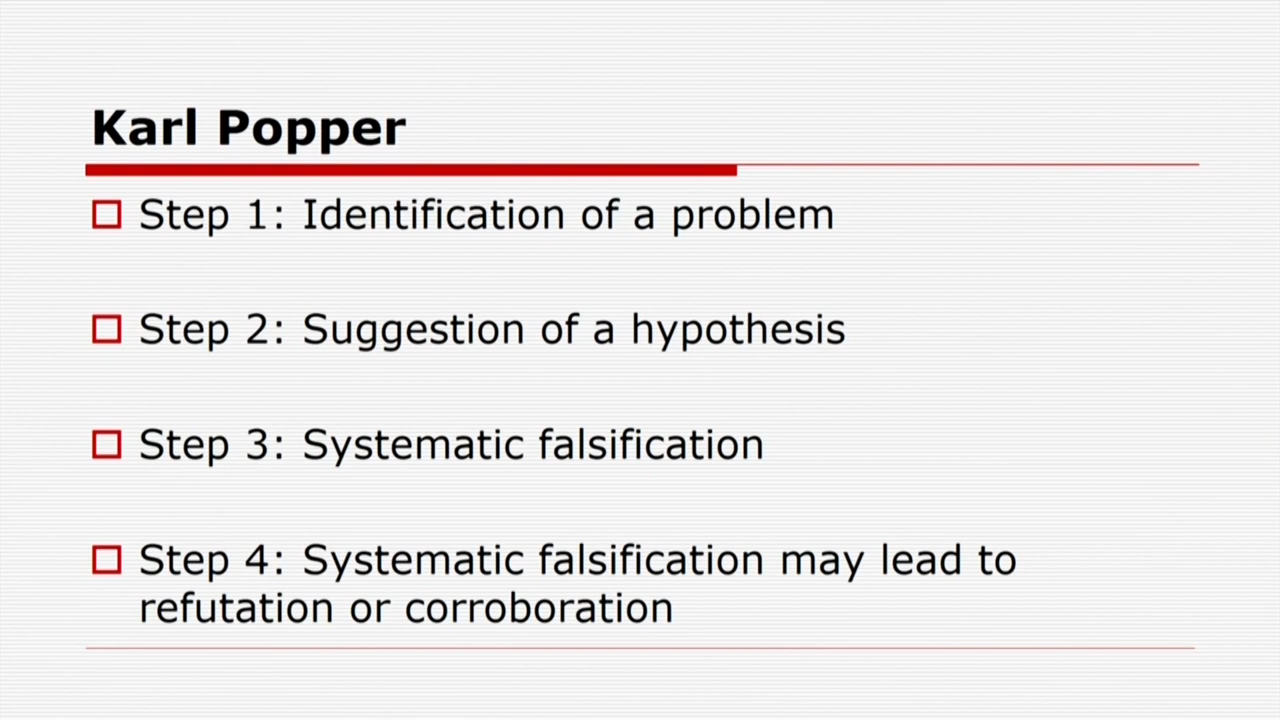 Karl Popper
Step 1: Identification of a problem
Step 2: Suggestion of a hypothesis
Step 3: Systematic falsification
Step 4: Systematic falsification may lead to
refutation or corroboration